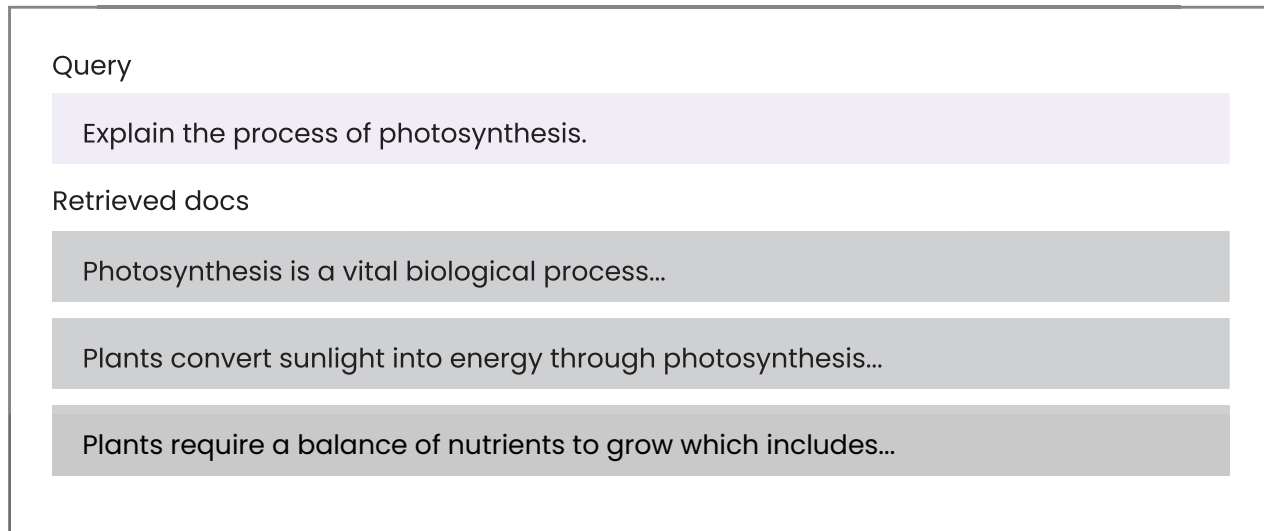 Query
Explain the process of photosynthesis.
Retrieved docs
Photosynthesis is a vital biological process...
Plants convert sunlight into energy through photosynthesis...
Plants require a balance of nutrients to grow which includes...